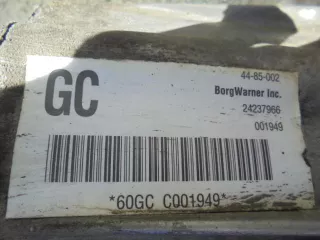 GC
44-85-002
BorgWarner Inc.
24237966
001949
*60GC C001949*